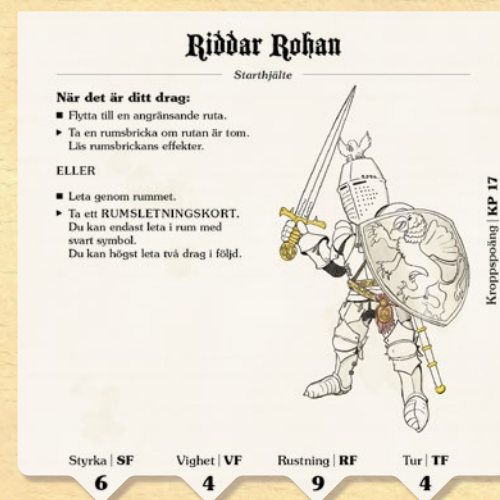 Riddar Rohan
Starthjälte
När det är ditt drag:
■ Flytta till en angränsande ruta.
▸ Ta en rumsbricka om rutan är tom.
Läs rumsbrickans effekter.
ELLER
■ Leta genom rummet.
▸ Ta ett RUMSLETNINGSKORT.
Du kan endast leta i rum med
svart symbol.
Du kan högst leta två drag i följd.
Kroppspoäng | KP 17
Styrka | SF
6
Vighet | VF
4
Rustning | RF
9
Tur | TF
4